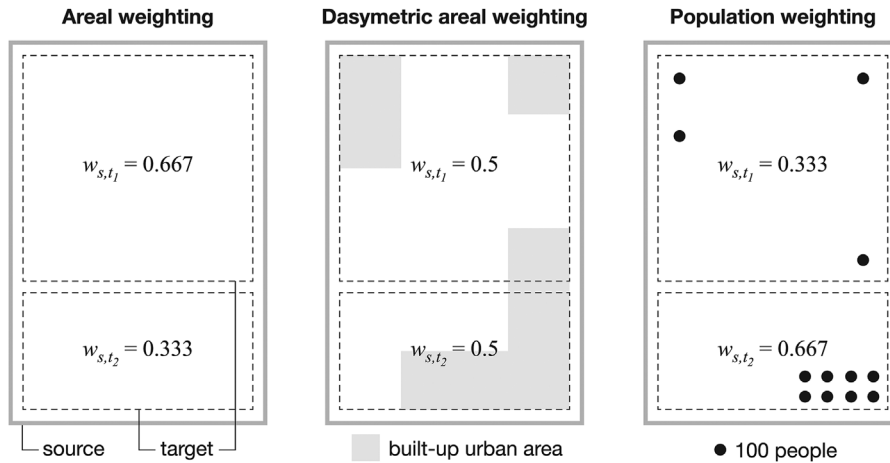 Areal weighting
Dasymetric areal weighting
Population weighting
w_{s,t_1} = 0.667
w_{s,t_1} = 0.5
w_{s,t_1} = 0.333
w_{s,t_2} = 0.333
w_{s,t_2} = 0.5
w_{s,t_2} = 0.667
source
target
built-up urban area
100 people